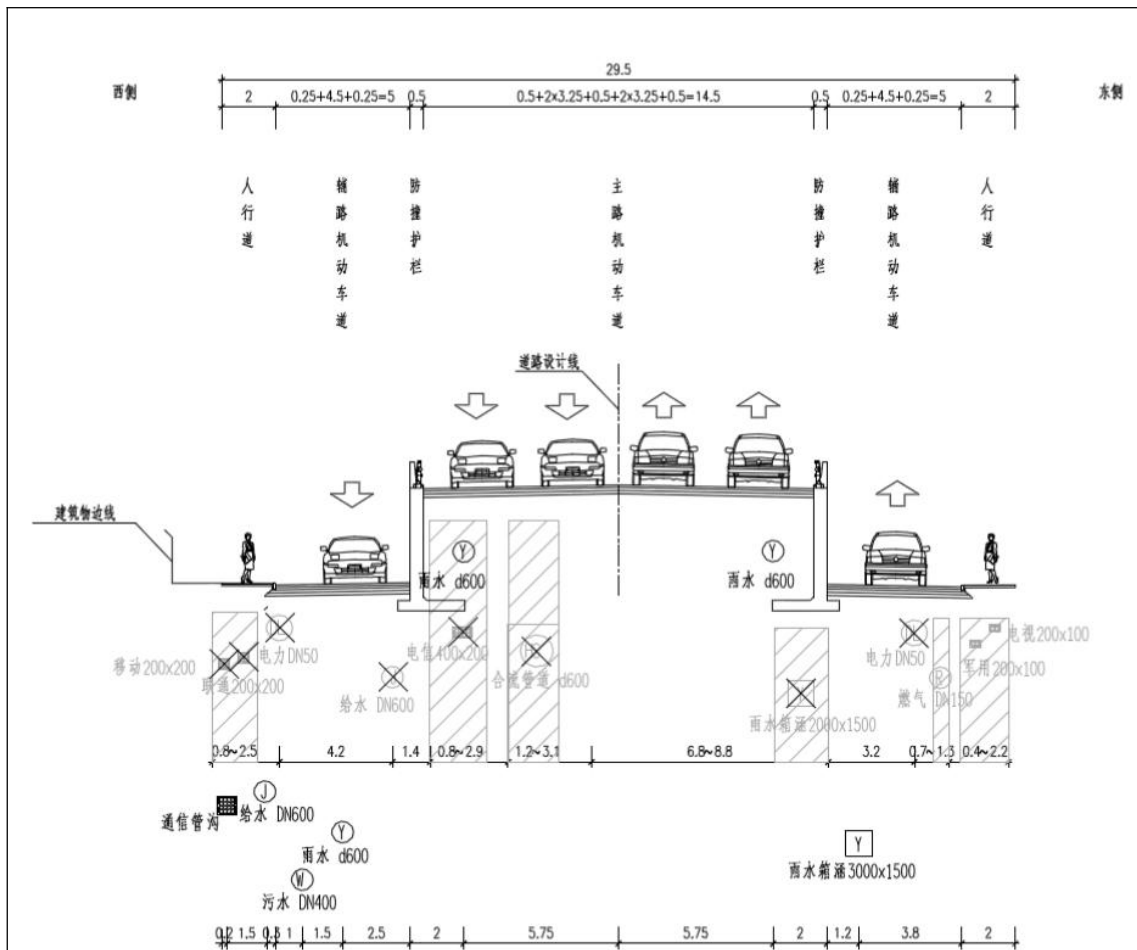 29.5
西侧
2
0.25+4.5+0.25=5
0.5
0.5+2x3.25+0.5+2x3.25+0.5=14.5
0.5
0.25+4.5+0.25=5
2
东侧
人行道
辅路机动车道
防撞护栏
主路机动车道
防撞护栏
辅路机动车道
人行道
道路设计线
建筑物边线
Y
雨水 d600
Y
雨水 d600
移动200x200
联通200x200
电力DN50
给水 DN600
电信400x200
合流管道 d600
雨水箱涵2000x1500
电力DN50
R
燃气 DN150
电视200x100
军用200x100
0.8~2.5
4.2
1.4
0.8~2.9
1.2~3.1
6.8~8.8
3.2
0.7~1.3
0.4~2.2
通信管沟
J
给水 DN600
Y
雨水 d600
W
污水 DN400
Y
雨水箱涵3000x1500
1.5
1
1.5
2.5
2
5.75
5.75
2
1.2
3.8
2